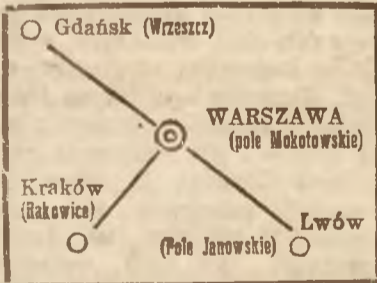 Gdańsk (Wrzeszcz)
WARSZAWA
(pole Mokotowskie)
Kraków
(Rakowice)
Lwów
(Pole Janowskie)